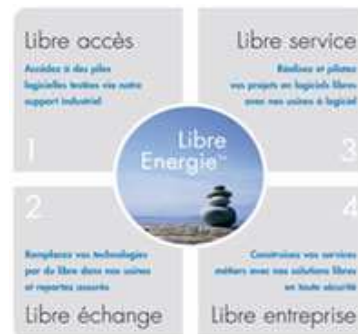 Libre accès
Accédez à des piles
logicielles testées via notre
support industriel
1
Libre service
Réalisez et pilotez
vos projets en logiciels libres
avec nos usines à logiciel
3
Libre
Energie™
2
Remplacez vos technologies
par du libre dans nos usines
et reportez assurés
Libre échange
4
Construisez vos services
métiers avec nos solutions libres
en toute sécurité
Libre entreprise